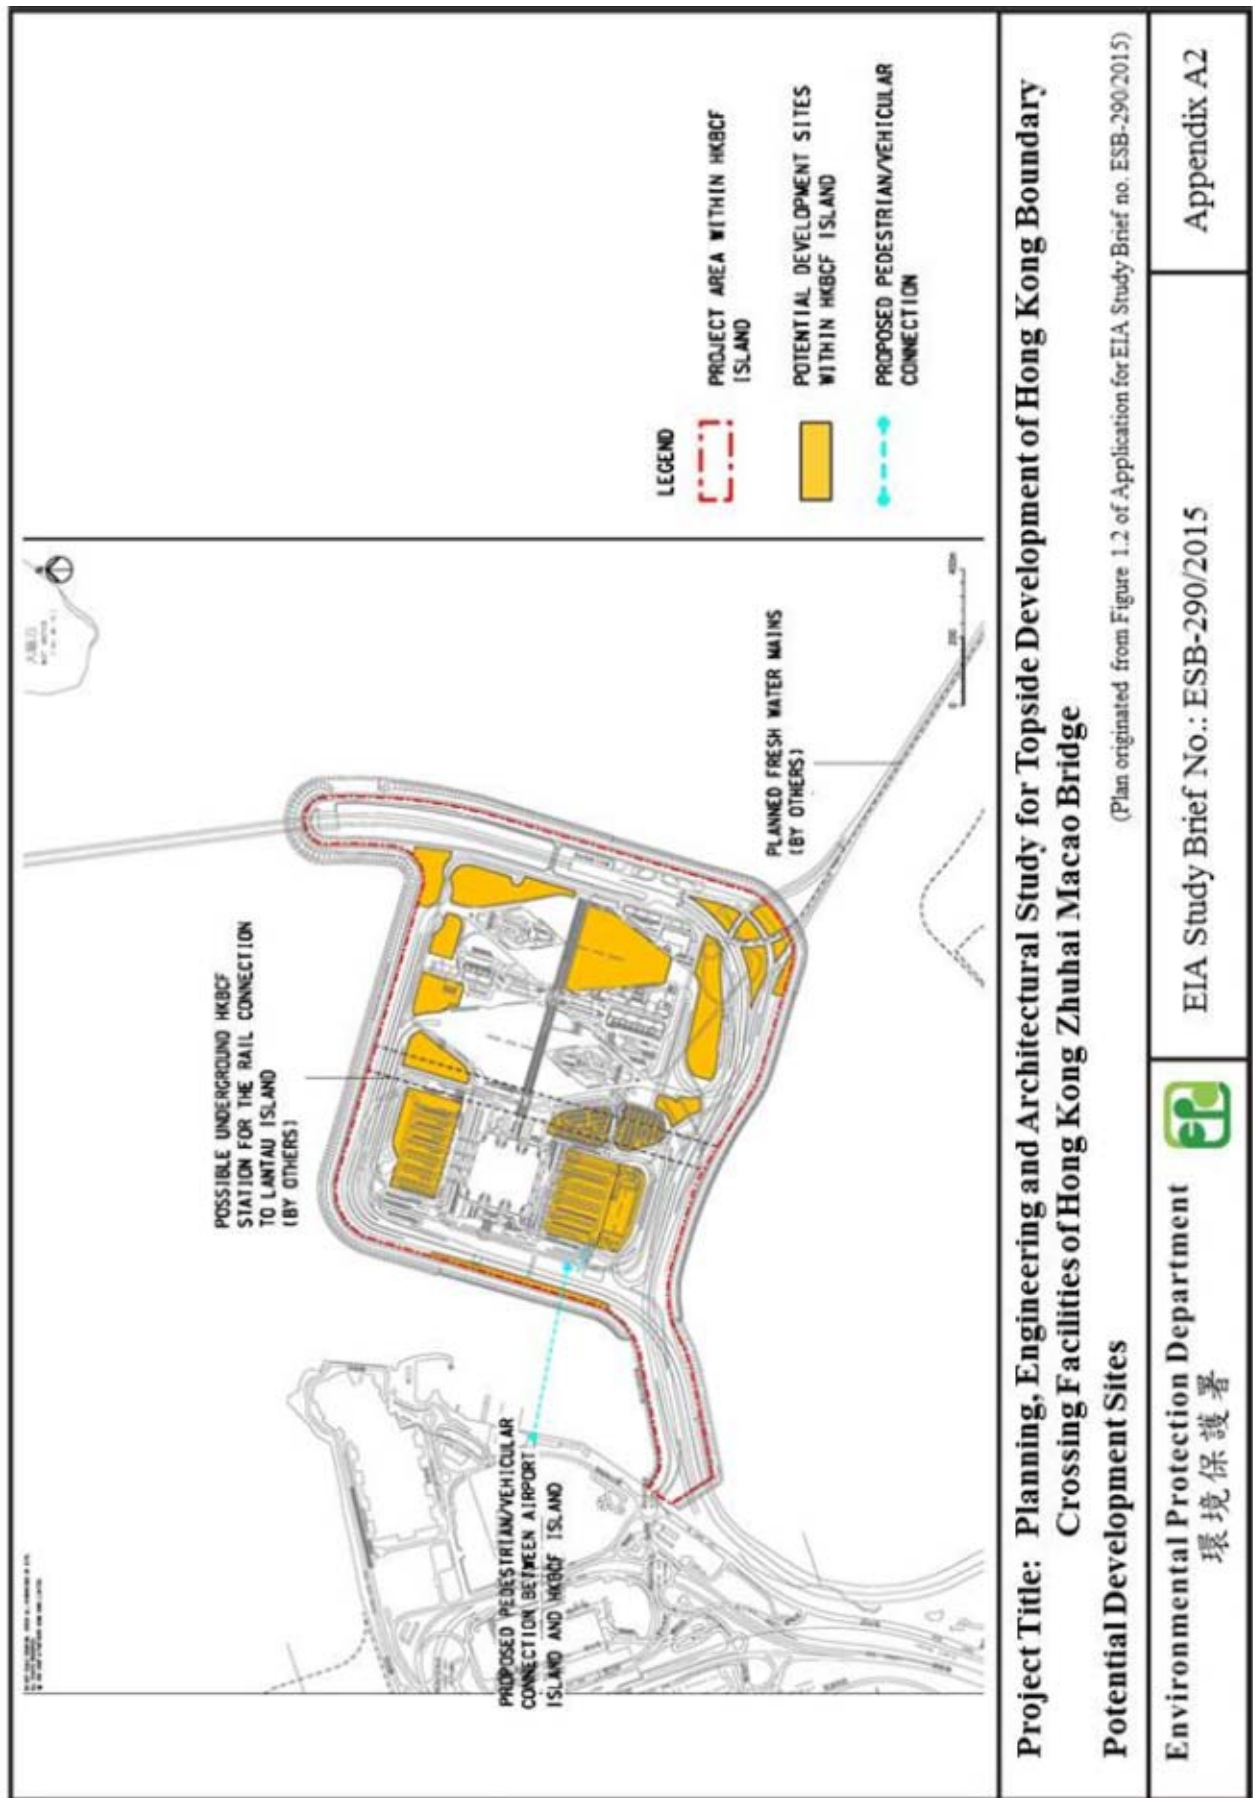 POSSIBLE UNDERGROUND HKBCF
STATION FOR THE RAIL CONNECTION
TO LANTAU ISLAND
(BY OTHERS)
PROPOSED PEDESTRIAN/VEHICULAR
CONNECTION BETWEEN AIRPORT
ISLAND AND HKBCF ISLAND
PLANNED FRESH WATER MAINS
(BY OTHERS)
0 200 400m
LEGEND
PROJECT AREA WITHIN HKBCF
ISLAND
POTENTIAL DEVELOPMENT SITES
WITHIN HKBCF ISLAND
PROPOSED PEDESTRIAN/VEHICULAR
CONNECTION
Project Title: Planning, Engineering and Architectural Study for Topside Development of Hong Kong Boundary
Crossing Facilities of Hong Kong Zhuhai Macao Bridge
Potential Development Sites
(Plan originated from Figure 1.2 of Application for EIA Study Brief no. ESB-290/2015)
Environmental Protection Department
環境保護署
EIA Study Brief No.: ESB-290/2015
Appendix A2